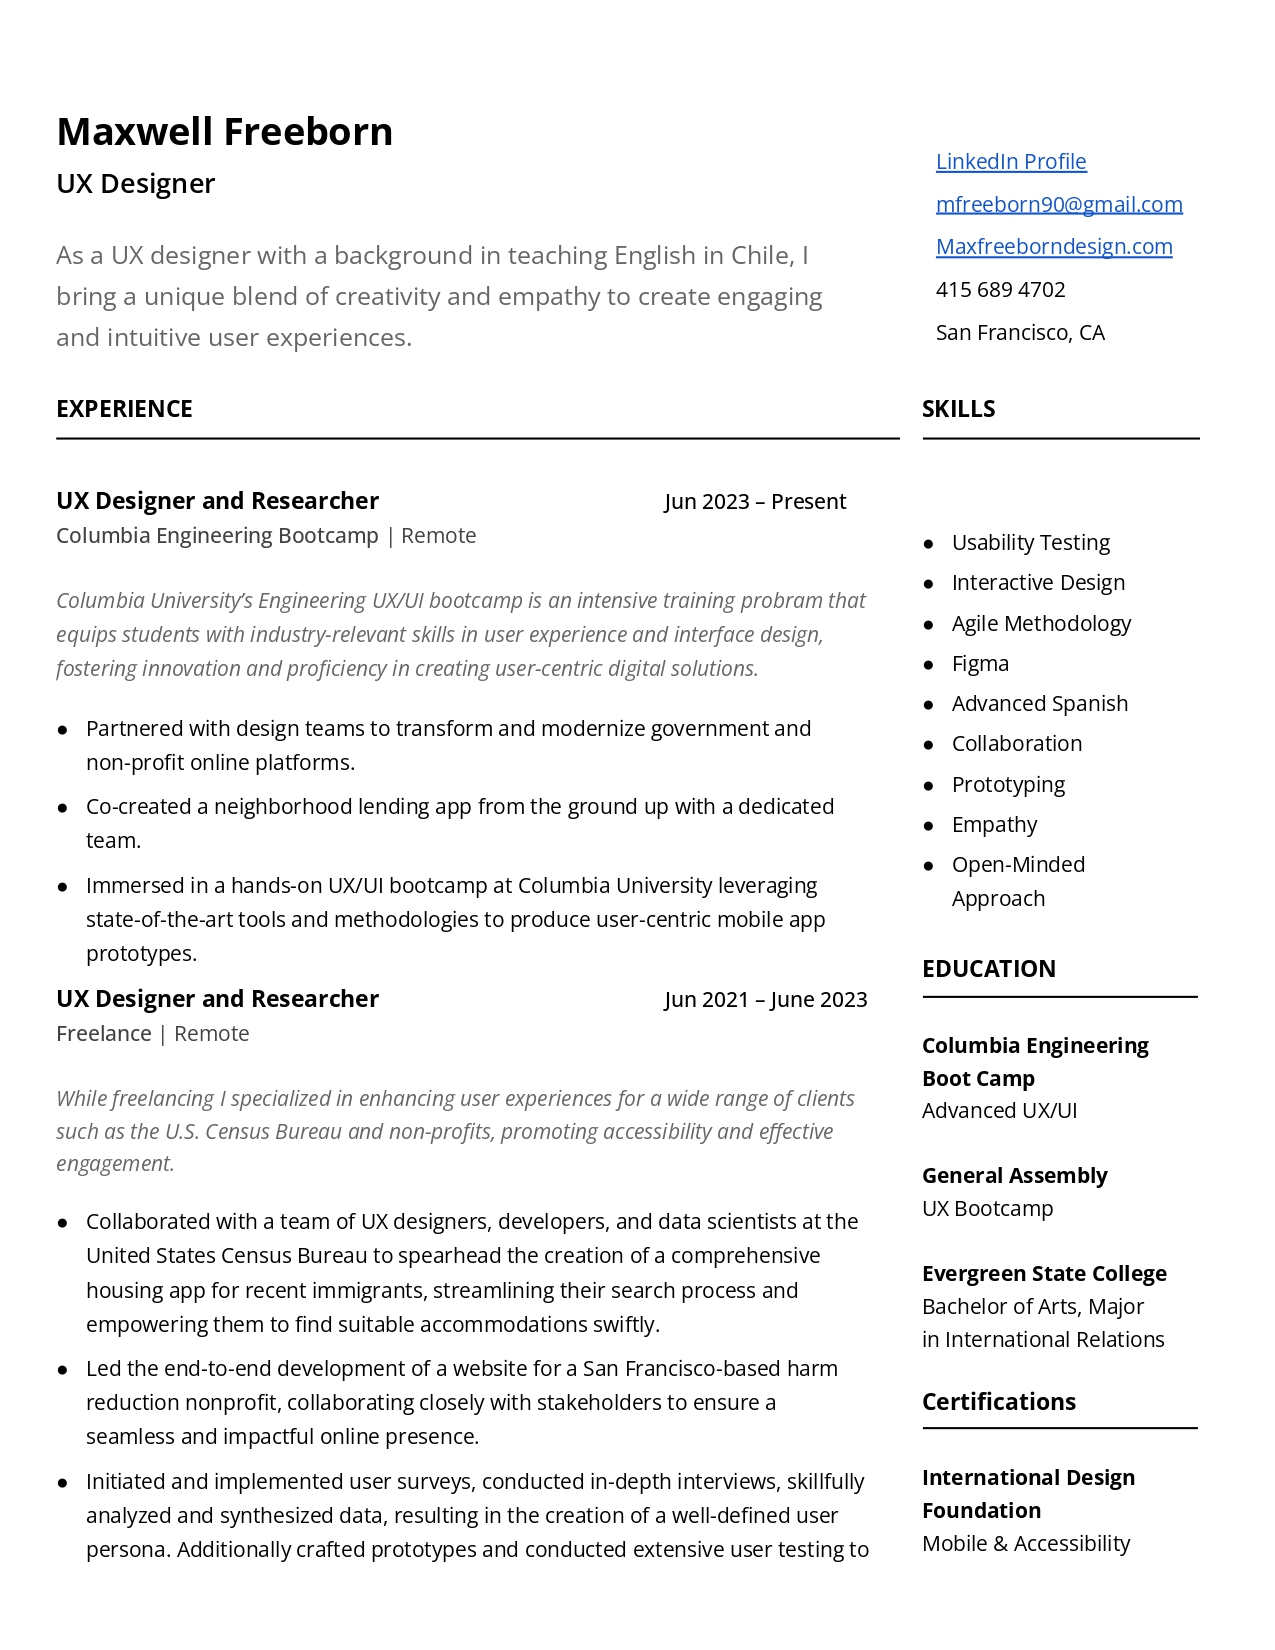 Maxwell Freeborn
UX Designer
As a UX designer with a background in teaching English in Chile, I
bring a unique blend of creativity and empathy to create engaging
and intuitive user experiences.
LinkedIn Profile
mfreeborn90@gmail.com
Maxfreeborndesign.com
415 689 4702
San Francisco, CA
EXPERIENCE
UX Designer and Researcher Jun 2023 – Present
Columbia Engineering Bootcamp | Remote
Columbia University’s Engineering UX/UI bootcamp is an intensive training probram that
equips students with industry-relevant skills in user experience and interface design,
fostering innovation and proficiency in creating user-centric digital solutions.
● Partnered with design teams to transform and modernize government and
non-profit online platforms.
● Co-created a neighborhood lending app from the ground up with a dedicated
team.
● Immersed in a hands-on UX/UI bootcamp at Columbia University leveraging
state-of-the-art tools and methodologies to produce user-centric mobile app
prototypes.
UX Designer and Researcher Jun 2021 – June 2023
Freelance | Remote
While freelancing I specialized in enhancing user experiences for a wide range of clients
such as the U.S. Census Bureau and non-profits, promoting accessibility and effective
engagement.
● Collaborated with a team of UX designers, developers, and data scientists at the
United States Census Bureau to spearhead the creation of a comprehensive
housing app for recent immigrants, streamlining their search process and
empowering them to find suitable accommodations swiftly.
● Led the end-to-end development of a website for a San Francisco-based harm
reduction nonprofit, collaborating closely with stakeholders to ensure a
seamless and impactful online presence.
● Initiated and implemented user surveys, conducted in-depth interviews, skillfully
analyzed and synthesized data, resulting in the creation of a well-defined user
persona. Additionally crafted prototypes and conducted extensive user testing to
SKILLS
● Usability Testing
● Interactive Design
● Agile Methodology
● Figma
● Advanced Spanish
● Collaboration
● Prototyping
● Empathy
● Open-Minded
Approach
EDUCATION
Columbia Engineering
Boot Camp
Advanced UX/UI
General Assembly
UX Bootcamp
Evergreen State College
Bachelor of Arts, Major
in International Relations
Certifications
International Design
Foundation
Mobile & Accessibility